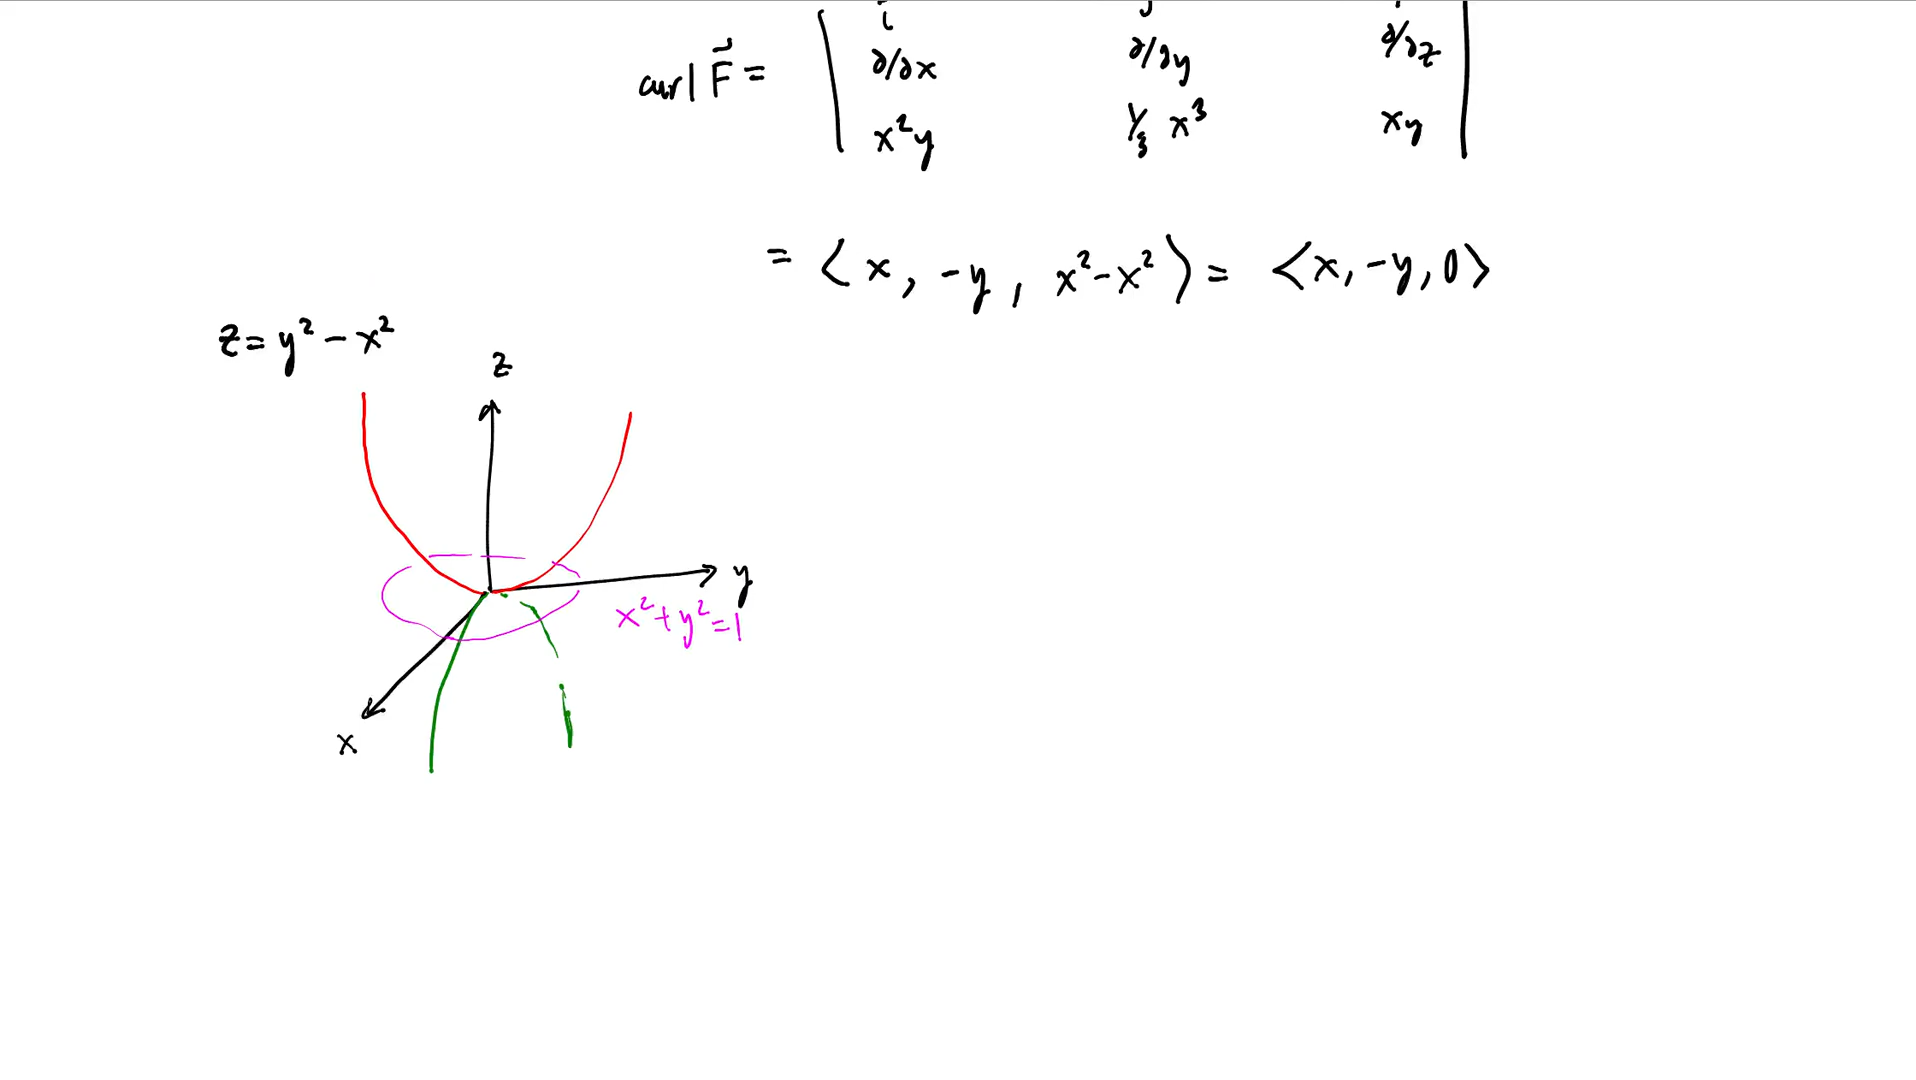 curl F⃗ = | ∂/∂x ∂/∂y ∂/∂z |
x²y ⅓ x³ xy
= ⟨ x, -y, x²-x² ⟩ = ⟨x, -y, 0⟩
z = y² - x²
z
y
x²+y²=1
x